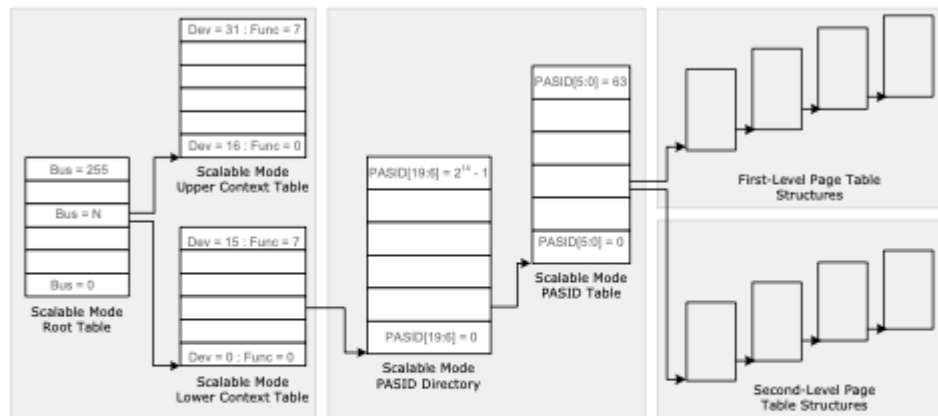 Dev = 31 : Func = 7
Dev = 16 : Func = 0
Scalable Mode
Upper Context Table
Bus = 255
Bus = N
Bus = 0
Scalable Mode
Root Table
Dev = 15 : Func = 7
Dev = 0 : Func = 0
Scalable Mode
Lower Context Table
PASID[19:6] = 2¹⁴ - 1
PASID[19:6] = 0
Scalable Mode
PASID Directory
PASID[5:0] = 63
PASID[5:0] = 0
Scalable Mode
PASID Table
First-Level Page Table
Structures
Second-Level Page
Table Structures